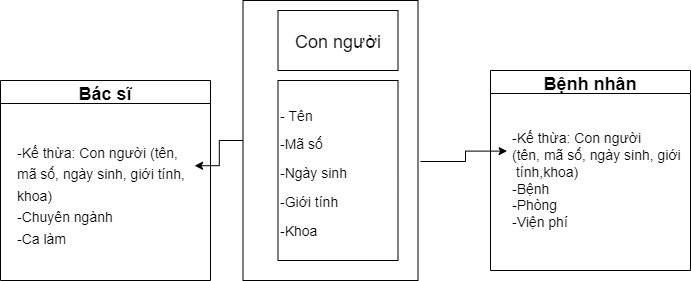 Con người
- Tên
-Mã số
-Ngày sinh
-Giới tính
-Khoa
Bác sĩ
-Kế thừa: Con người (tên,
mã số, ngày sinh, giới tính,
khoa)
-Chuyên ngành
-Ca làm
Bệnh nhân
-Kế thừa: Con người
(tên, mã số, ngày sinh, giới
tính,khoa)
-Bệnh
-Phòng
-Viện phí